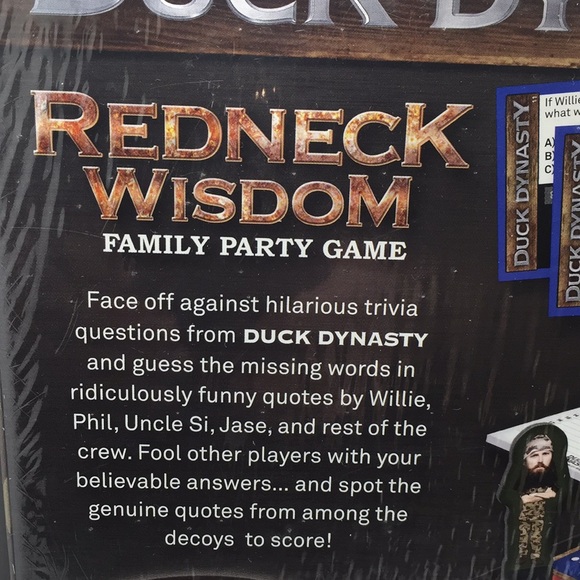 DUCK DY
REDNECK
WISDOM
FAMILY PARTY GAME
Face off against hilarious trivia
questions from DUCK DYNASTY
and guess the missing words in
ridiculously funny quotes by Willie,
Phil, Uncle Si, Jase, and rest of the
crew. Fool other players with your
believable answers... and spot the
genuine quotes from among the
decoys to score!
If Willie
what w
A)
B)
C)
DUCK DYNASTY
DUCK DYNASTY